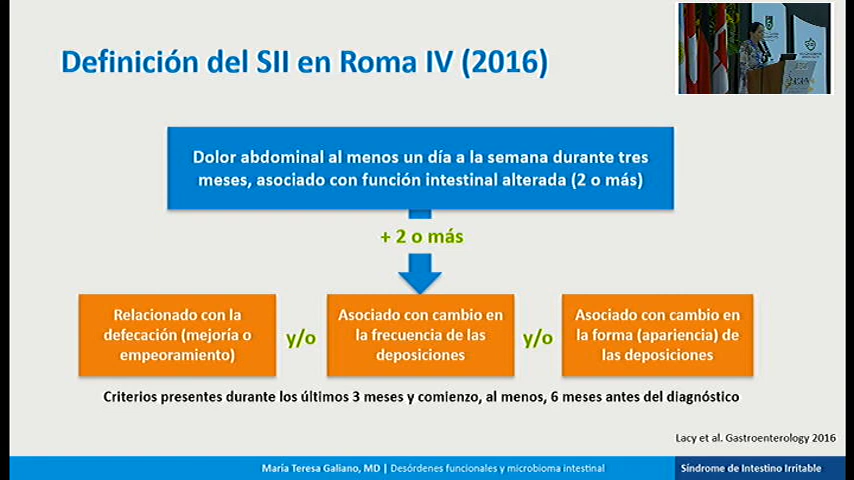 Definición del SII en Roma IV (2016)
Dolor abdominal al menos un día a la semana durante tres
meses, asociado con función intestinal alterada (2 o más)
+ 2 o más
Relacionado con la
defecación (mejoría o
empeoramiento)
y/o
Asociado con cambio en
la frecuencia de las
deposiciones
y/o
Asociado con cambio en
la forma (apariencia) de
las deposiciones
Criterios presentes durante los últimos 3 meses y comienzo, al menos, 6 meses antes del diagnóstico
Lacy et al. Gastroenterology 2016
María Teresa Galiano, MD | Desórdenes funcionales y microbioma intestinal
Síndrome de Intestino Irritable